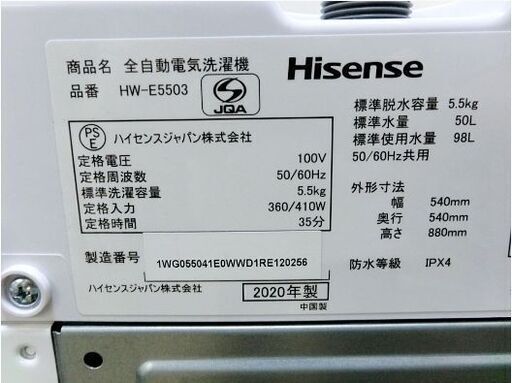 商品名 全自動電気洗濯機
品番 HW-E5503
JQA
Hisense
PS
E
ハイセンスジャパン株式会社
定格電圧 100V
定格周波数 50/60Hz
標準洗濯容量 5.5kg
定格入力 360/410W
定格時間 35分
製造番号 1WG055041E0WWD1RE120256
ハイセンスジャパン株式会社
2020年製
中国製
標準脱水容量 5.5kg
標準水量 50L
標準使用水量 98L
50/60Hz共用
外形寸法
幅 540mm
奥行 540mm
高さ 880mm
防水等級 IPX4